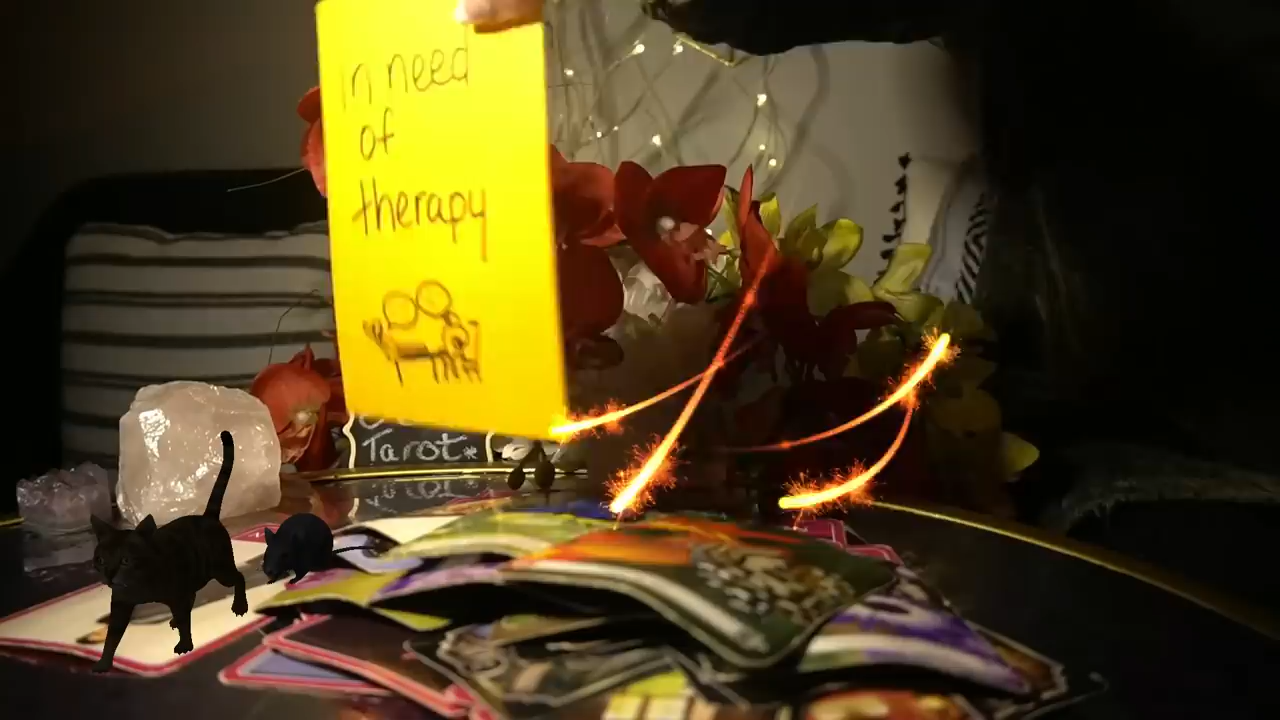 in need
of
therapy
Tarot*